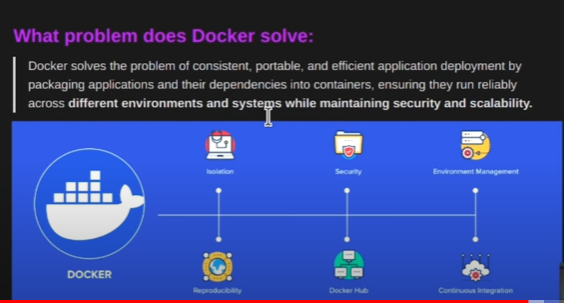 What problem does Docker solve:
Docker solves the problem of consistent, portable, and efficient application deployment by
packaging applications and their dependencies into containers, ensuring they run reliably
across different environments and systems while maintaining security and scalability.
Isolation
Security
Environment Management
DOCKER
Reproducibility
Docker Hub
Continuous Integration